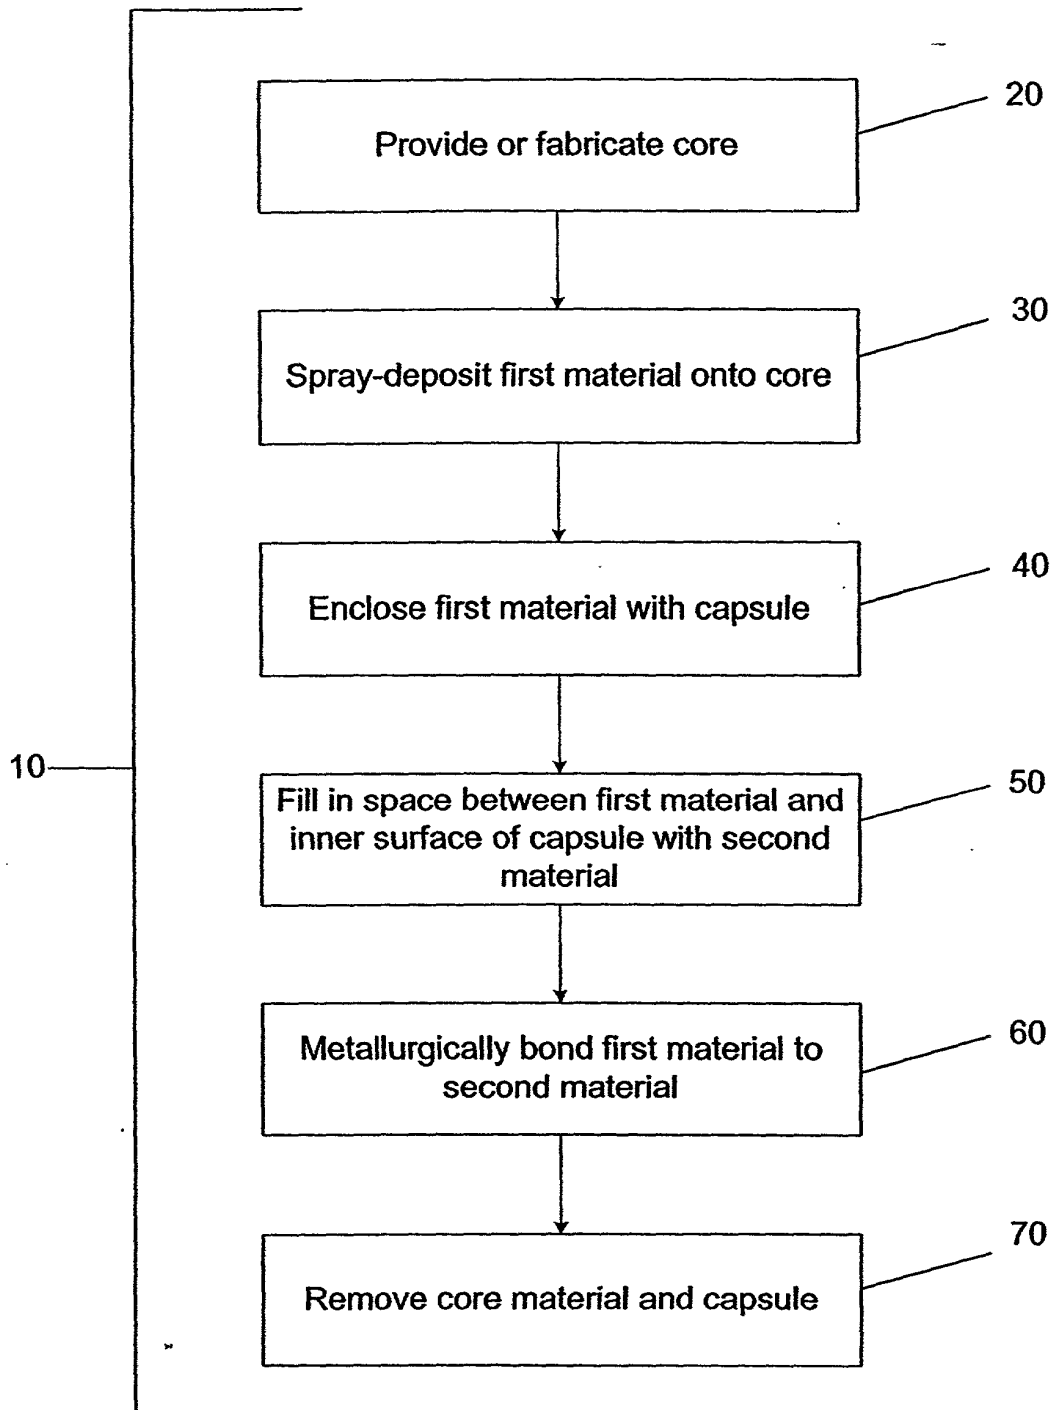 20
Provide or fabricate core
30
Spray-deposit first material onto core
40
Enclose first material with capsule
10
50
Fill in space between first material and
inner surface of capsule with second
material
60
Metallurgically bond first material to
second material
70
Remove core material and capsule